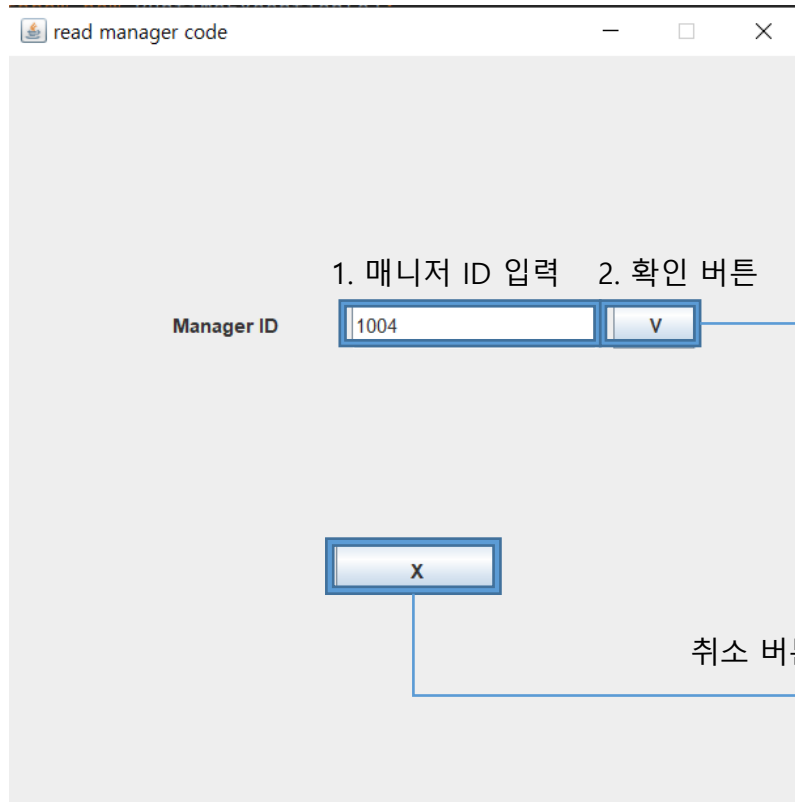 read manager code
1. 매니저 ID 입력 2. 확인 버튼
Manager ID 1004 V
X
취소